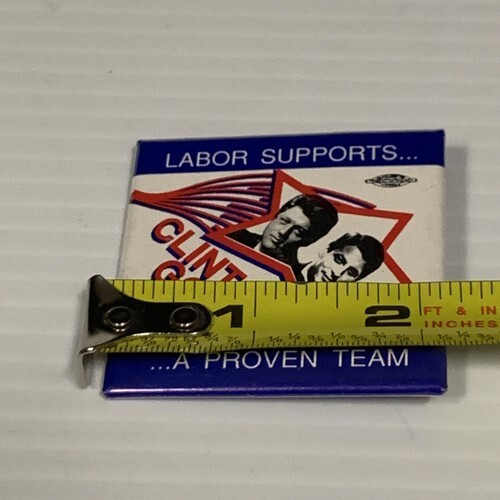 LABOR SUPPORTS...
CLINT
1 2 FT & IN
INCHES
...A PROVEN TEAM